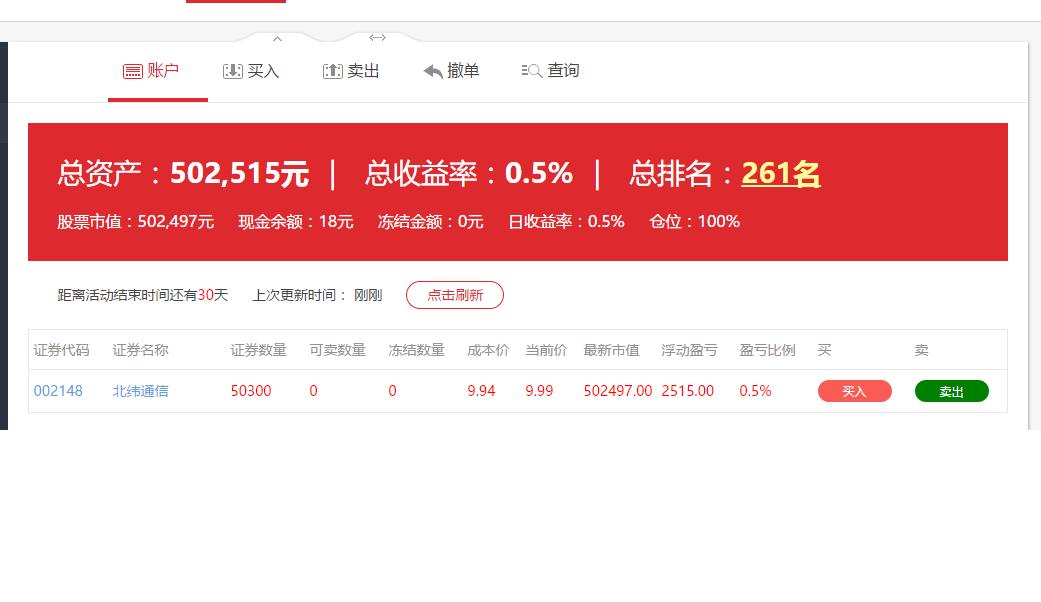 账户 买入 卖出 撤单 查询
总资产：502,515元 | 总收益率：0.5% | 总排名：261名
股票市值：502,497元 现金余额：18元 冻结金额：0元 日收益率：0.5% 仓位：100%
距离活动结束时间还有30天 上次更新时间： 刚刚 点击刷新
证券代码 证券名称 证券数量 可卖数量 冻结数量 成本价 当前价 最新市值 浮动盈亏 盈亏比例 买 卖
002148 北纬通信 50300 0 0 9.94 9.99 502497.00 2515.00 0.5% 买入 卖出